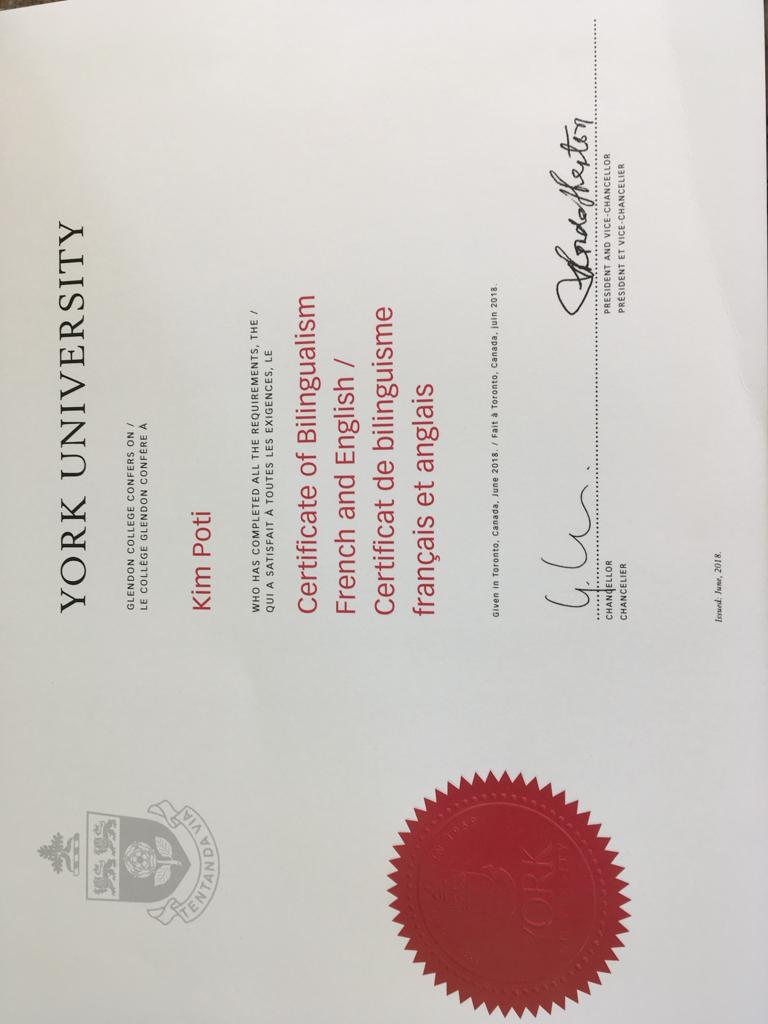 YORK UNIVERSITY
GLENDON COLLEGE CONFERS ON /
LE COLLÈGE GLENDON CONFÈRE À
Kim Poti
WHO HAS COMPLETED ALL THE REQUIREMENTS, THE /
QUI A SATISFAIT À TOUTES LES EXIGENCES, LE
Certificate of Bilingualism
French and English /
Certificat de bilinguisme
français et anglais
Given in Toronto, Canada, June 2018. / Fait à Toronto, Canada, juin 2018.
CHANCELLOR
CHANCELIER
PRESIDENT AND VICE-CHANCELLOR
PRÉSIDENT ET VICE-CHANCELIER
Issued: June, 2018.
TENTANDA VIA
YORK